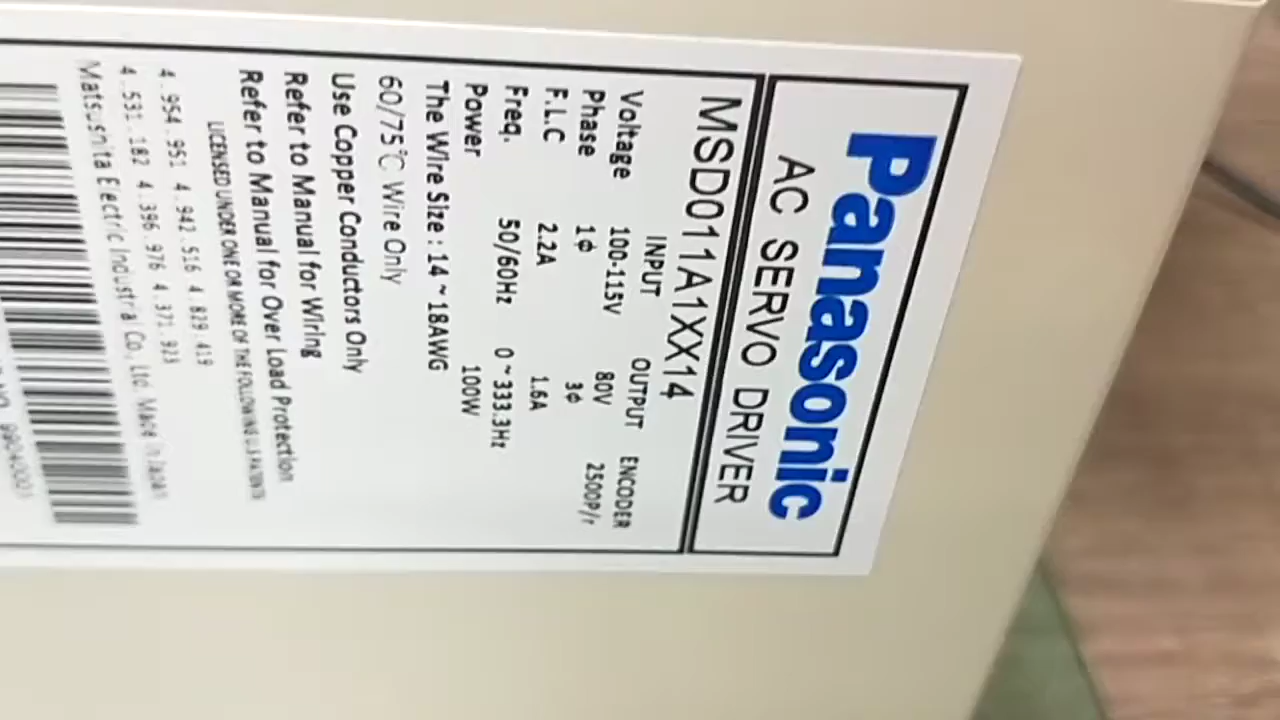 Panasonic
AC SERVO DRIVER
MSD011A1XX14
INPUT OUTPUT ENCODER
Voltage 100-115V 80V 2500P/r
Phase 1ϕ 3ϕ
F.L.C 2.2A 1.6A
Freq. 50/60Hz 0~333.3Hz
Power 100W
The Wire Size : 14 ~ 18AWG
60/75℃ Wire Only
Use Copper Conductors Only
Refer to Manual for Wiring
Refer to Manual for Over Load Protection
LICENSED UNDER ONE OR MORE OF THE FOLLOWING U.S.PATENTS
4.954.951 4.942.516 4.829.419
4.531.182 4.396.976 4.371.923
Matsusnita Electric Industrial Co., Ltd. Made in Japan